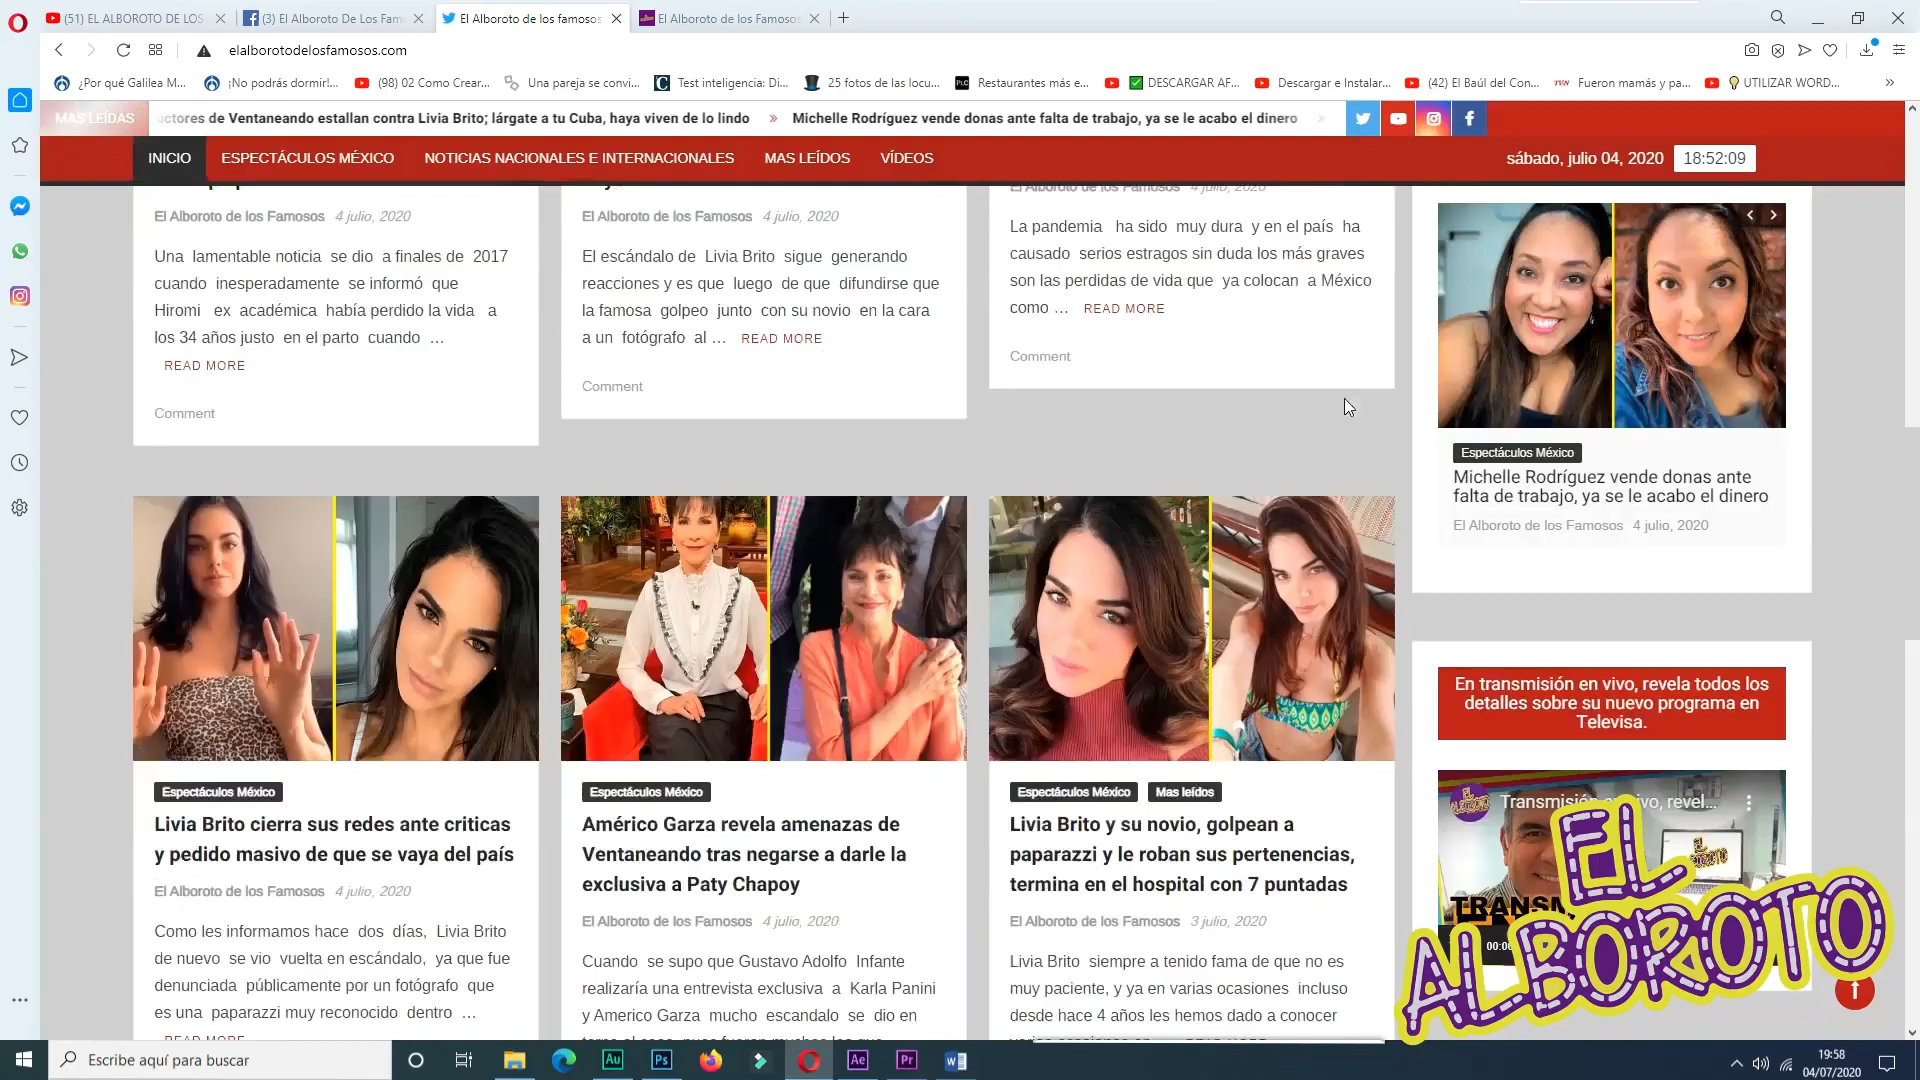 (51) EL ALBOROTO DE LOS
(3) El Alboroto De Los Fam
El Alboroto de los famosos
El Alboroto de los Famosos
elalborotodelosfamosos.com
¿Por qué Galilea M...
¡No podrás dormir!...
(98) 02 Como Crear...
Una pareja se convi...
Test inteligencia: Di...
25 fotos de las locu...
Restaurantes más e...
DESCARGAR AF...
Descargar e Instalar...
(42) El Baúl del Con...
Fueron mamás y pa...
UTILIZAR WORD...
MAS LEÍDAS
uctores de Ventaneando estallan contra Livia Brito; lárgate a tu Cuba, haya viven de lo lindo » Michelle Rodríguez vende donas ante falta de trabajo, ya se le acabo el dinero »
INICIO ESPECTÁCULOS MÉXICO NOTICIAS NACIONALES E INTERNACIONALES MAS LEÍDOS VÍDEOS
sábado, julio 04, 2020 18:52:09
El Alboroto de los Famosos 4 julio, 2020
Una lamentable noticia se dio a finales de 2017
cuando inesperadamente se informó que
Hiromi ex académica había perdido la vida a
los 34 años justo en el parto cuando …
READ MORE
Comment
El Alboroto de los Famosos 4 julio, 2020
El escándalo de Livia Brito sigue generando
reacciones y es que luego de que difundirse que
la famosa golpeo junto con su novio en la cara
a un fotógrafo al … READ MORE
Comment
El Alboroto de los Famosos 4 julio, 2020
La pandemia ha sido muy dura y en el país ha
causado serios estragos sin duda los más graves
son las perdidas de vida que ya colocan a México
como … READ MORE
Comment
Espectáculos México
Michelle Rodríguez vende donas ante
falta de trabajo, ya se le acabo el dinero
El Alboroto de los Famosos 4 julio, 2020
Espectáculos México
Livia Brito cierra sus redes ante criticas
y pedido masivo de que se vaya del país
El Alboroto de los Famosos 4 julio, 2020
Como les informamos hace dos días, Livia Brito
de nuevo se vio vuelta en escándalo, ya que fue
denunciada públicamente por un fotógrafo que
es una paparazzi muy reconocido dentro …
READ MORE
Espectáculos México
Américo Garza revela amenazas de
Ventaneando tras negarse a darle la
exclusiva a Paty Chapoy
El Alboroto de los Famosos 4 julio, 2020
Cuando se supo que Gustavo Adolfo Infante
realizaría una entrevista exclusiva a Karla Panini
y Americo Garza mucho escandalo se dio en
Espectáculos México Mas leídos
Livia Brito y su novio, golpean a
paparazzi y le roban sus pertenencias,
termina en el hospital con 7 puntadas
El Alboroto de los Famosos 3 julio, 2020
Livia Brito siempre a tenido fama de que no es
muy paciente, y ya en varias ocasiones incluso
desde hace 4 años les hemos dado a conocer
En transmisión en vivo, revela todos los
detalles sobre su nuevo programa en
Televisa.
EL
ALBOROTO
Escribe aquí para buscar
Au
Ps
Ae
Pr
19:58
04/07/2020